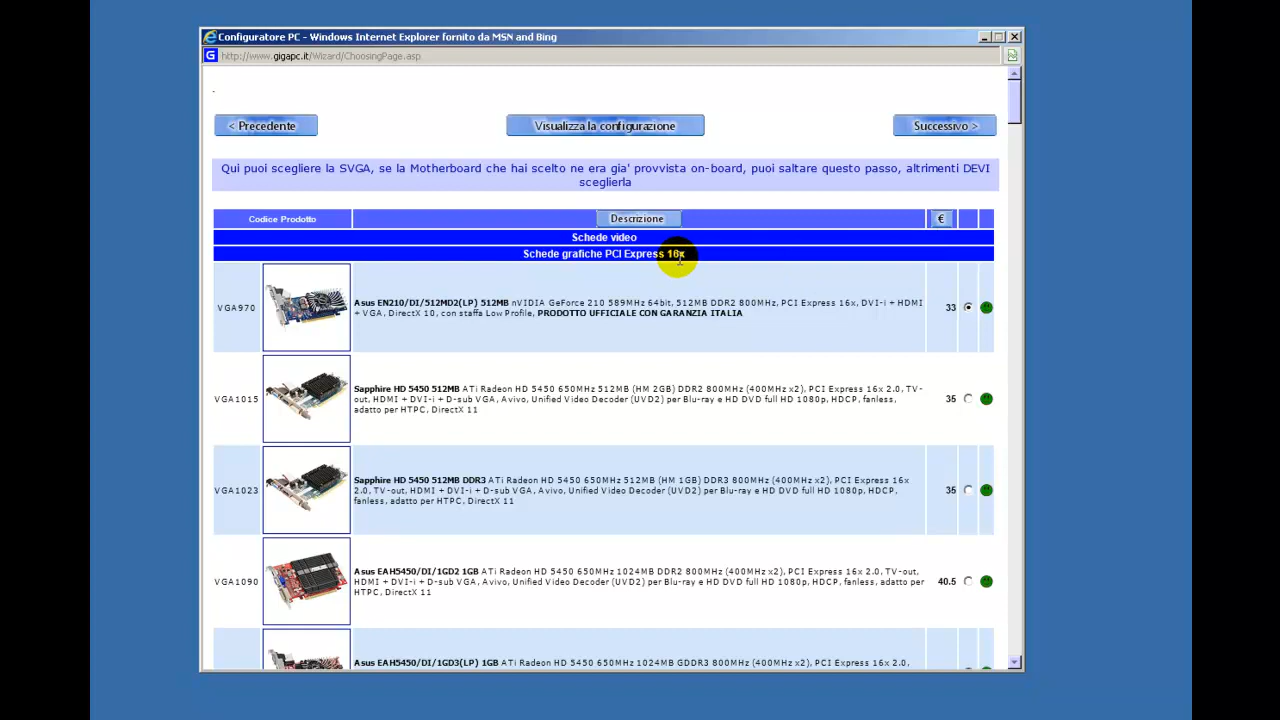 Configuratore PC - Windows Internet Explorer fornito da MSN and Bing
G http://www.gigapc.it/Wizard/ChoosingPage.asp
.
< Precedente Visualizza la configurazione Successivo >
Qui puoi scegliere la SVGA, se la Motherboard che hai scelto ne era gia' provvista on-board, puoi saltare questo passo, altrimenti DEVI
sceglierla
Codice Prodotto Descrizione €
Schede video
Schede grafiche PCI Express 16x
VGA970 Asus EN210/DI/512MD2(LP) 512MB nVIDIA GeForce 210 589MHz 64bit, 512MB DDR2 800MHz, PCI Express 16x, DVI-i + HDMI 33
+ VGA, DirectX 10, con staffa Low Profile, PRODOTTO UFFICIALE CON GARANZIA ITALIA
VGA1015 Sapphire HD 5450 512MB ATi Radeon HD 5450 650MHz 512MB (HM 2GB) DDR2 800MHz (400MHz x2), PCI Express 16x 2.0, TV- 35
out, HDMI + DVI-i + D-sub VGA, Avivo, Unified Video Decoder (UVD2) per Blu-ray e HD DVD full HD 1080p, HDCP, fanless,
adatto per HTPC, DirectX 11
VGA1023 Sapphire HD 5450 512MB DDR3 ATi Radeon HD 5450 650MHz 512MB (HM 1GB) DDR3 800MHz (400MHz x2), PCI Express 16x 35
2.0, TV-out, HDMI + DVI-i + D-sub VGA, Avivo, Unified Video Decoder (UVD2) per Blu-ray e HD DVD full HD 1080p, HDCP,
fanless, adatto per HTPC, DirectX 11
VGA1090 Asus EAH5450/DI/1GD2 1GB ATi Radeon HD 5450 650MHz 1024MB DDR2 800MHz (400MHz x2), PCI Express 16x 2.0, TV-out, 40.5
HDMI + DVI-i + D-sub VGA, Avivo, Unified Video Decoder (UVD2) per Blu-ray e HD DVD full HD 1080p, HDCP, fanless, adatto per
HTPC, DirectX 11
Asus EAH5450/DI/1GD3(LP) 1GB ATi Radeon HD 5450 650MHz 1024MB GDDR3 800MHz (400MHz x2), PCI Express 16x 2.0,